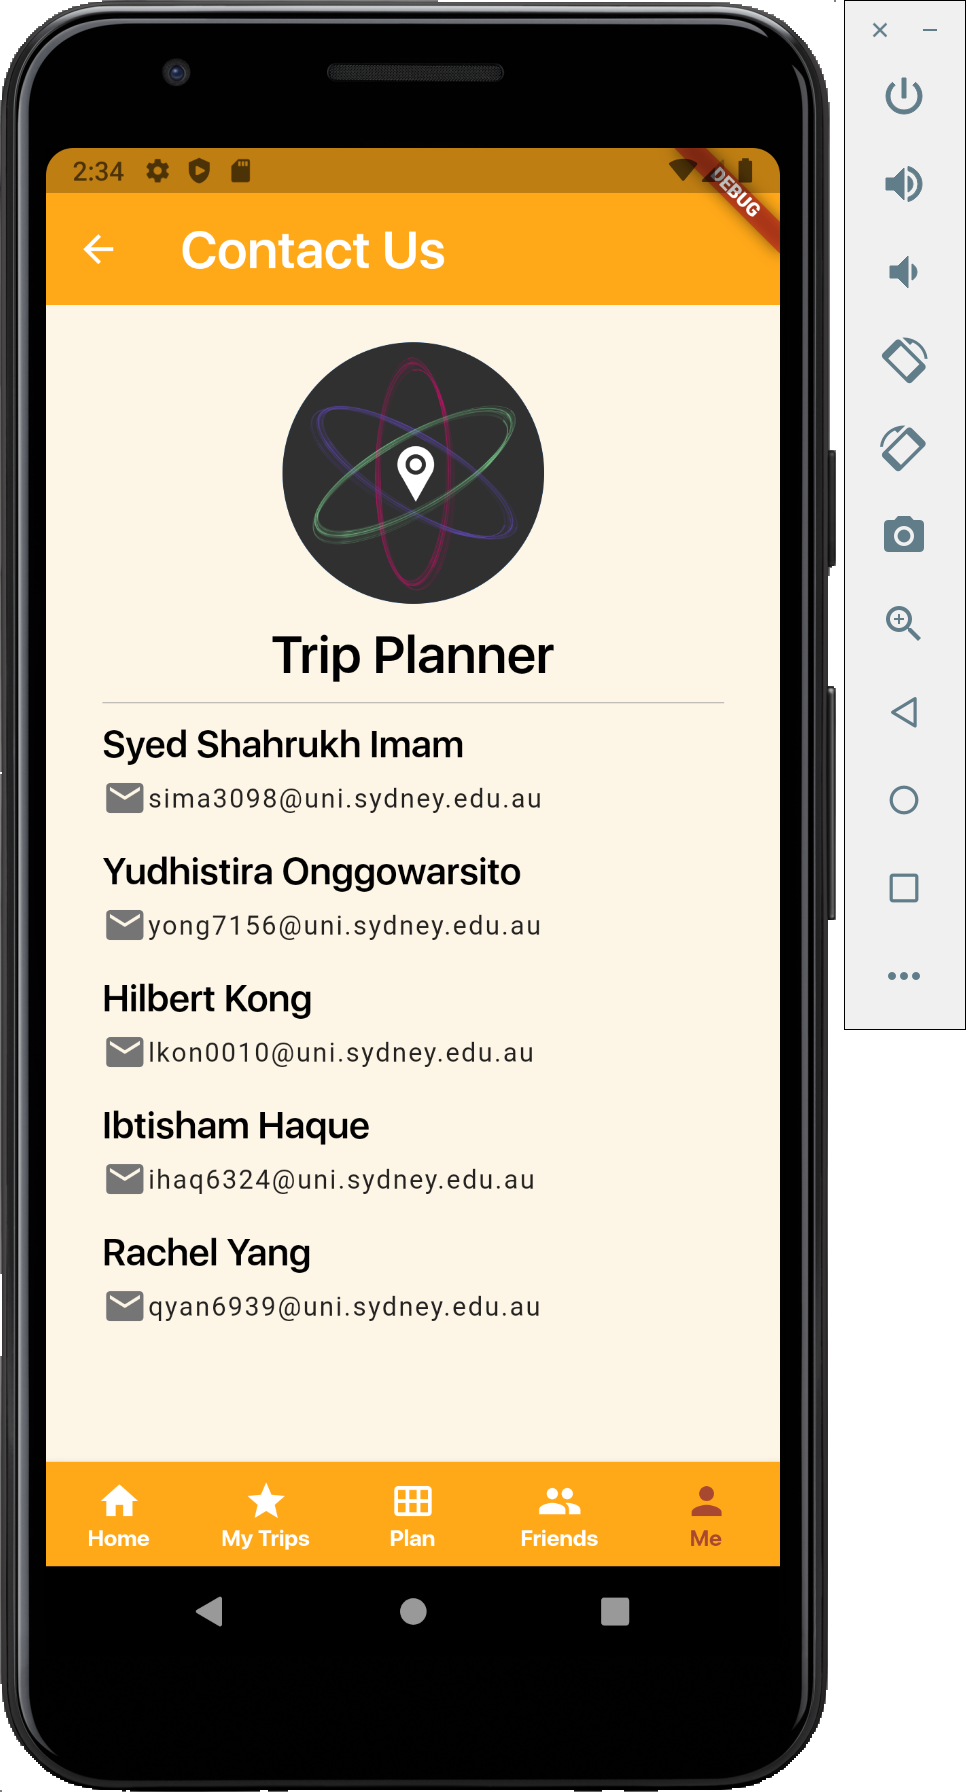 2:34
DEBUG
Contact Us
Trip Planner
Syed Shahrukh Imam
sima3098@uni.sydney.edu.au
Yudhistira Onggowarsito
yong7156@uni.sydney.edu.au
Hilbert Kong
lkon0010@uni.sydney.edu.au
Ibtisham Haque
ihaq6324@uni.sydney.edu.au
Rachel Yang
qyan6939@uni.sydney.edu.au
Home My Trips Plan Friends Me